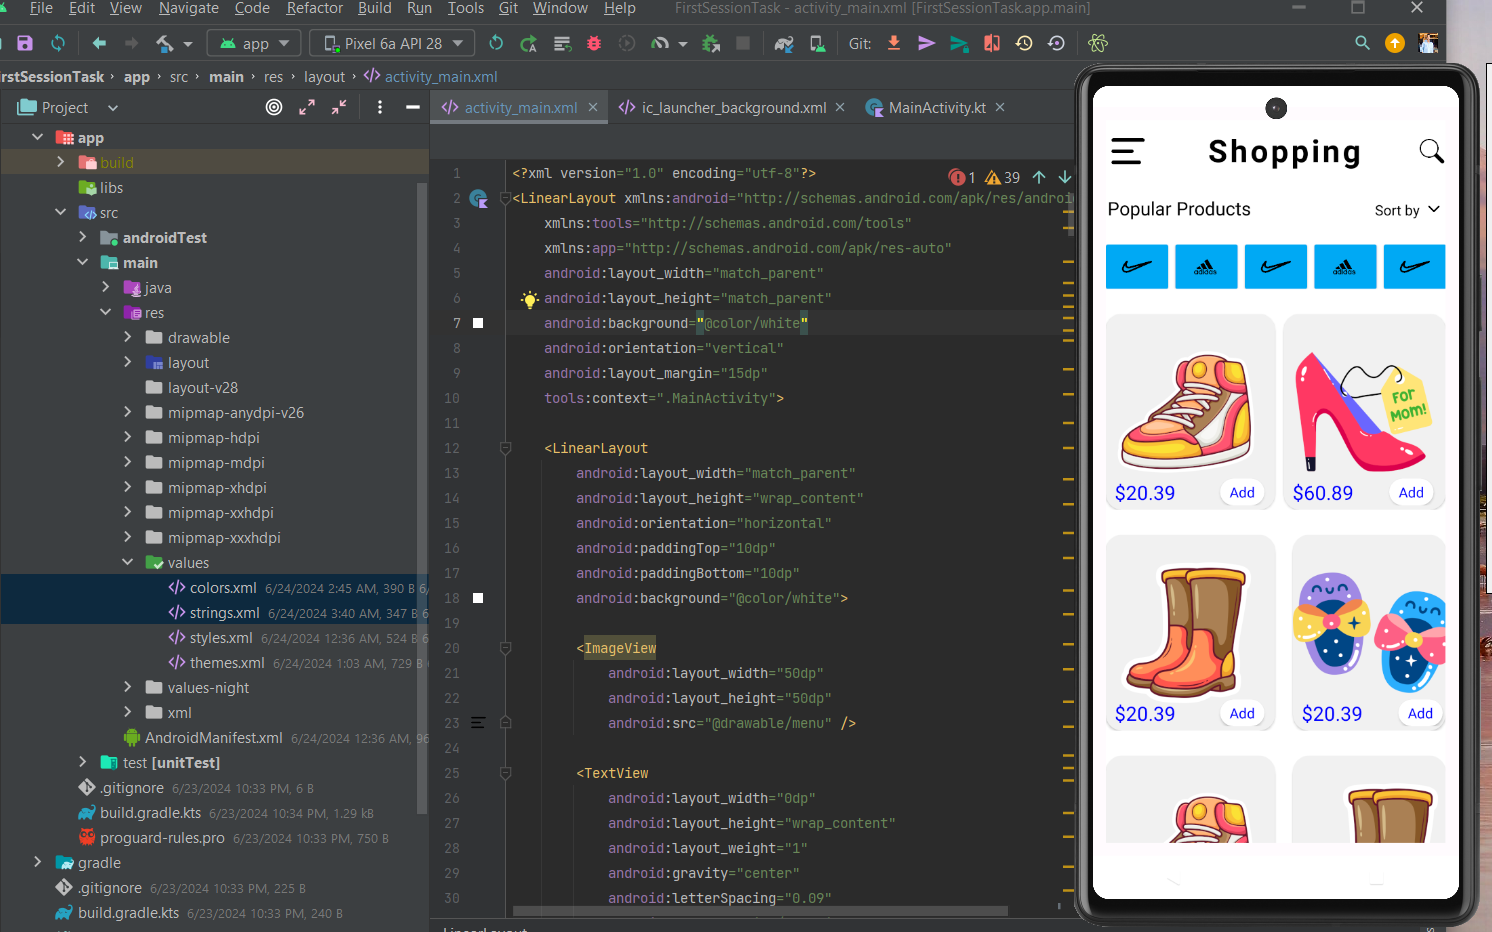 File Edit View Navigate Code Refactor Build Run Tools Git Window Help FirstSessionTask - activity_main.xml [FirstSessionTask.app.main]
app Pixel 6a API 28 Git:
irstSessionTask app src main res layout activity_main.xml
Project
activity_main.xml ic_launcher_background.xml MainActivity.kt
app
build
libs
src
androidTest
main
java
res
drawable
layout
layout-v28
mipmap-anydpi-v26
mipmap-hdpi
mipmap-mdpi
mipmap-xhdpi
mipmap-xxhdpi
mipmap-xxxhdpi
values
colors.xml 6/24/2024 2:45 AM, 390 B 6/
strings.xml 6/24/2024 3:40 AM, 347 B 6
styles.xml 6/24/2024 12:36 AM, 524 B 6
themes.xml 6/24/2024 1:03 AM, 729 B
values-night
xml
AndroidManifest.xml 6/24/2024 12:36 AM, 96
test [unitTest]
.gitignore 6/23/2024 10:33 PM, 6 B
build.gradle.kts 6/23/2024 10:34 PM, 1.29 kB
proguard-rules.pro 6/23/2024 10:33 PM, 750 B
gradle
.gitignore 6/23/2024 10:33 PM, 225 B
build.gradle.kts 6/23/2024 10:33 PM, 240 B
1 39
1 <?xml version="1.0" encoding="utf-8"?>
2 <LinearLayout xmlns:android="http://schemas.android.com/apk/res/androi
3 xmlns:tools="http://schemas.android.com/tools"
4 xmlns:app="http://schemas.android.com/apk/res-auto"
5 android:layout_width="match_parent"
6 android:layout_height="match_parent"
7 android:background="@color/white"
8 android:orientation="vertical"
9 android:layout_margin="15dp"
10 tools:context=".MainActivity">
11
12 <LinearLayout
13 android:layout_width="match_parent"
14 android:layout_height="wrap_content"
15 android:orientation="horizontal"
16 android:paddingTop="10dp"
17 android:paddingBottom="10dp"
18 android:background="@color/white">
19
20 <ImageView
21 android:layout_width="50dp"
22 android:layout_height="50dp"
23 android:src="@drawable/menu" />
24
25 <TextView
26 android:layout_width="0dp"
27 android:layout_height="wrap_content"
28 android:layout_weight="1"
29 android:gravity="center"
30 android:letterSpacing="0.09"
LinearLayout
Shopping
Popular Products Sort by
adidas adidas
FOR
MOM!
$20.39 Add $60.89 Add
$20.39 Add $20.39 Add